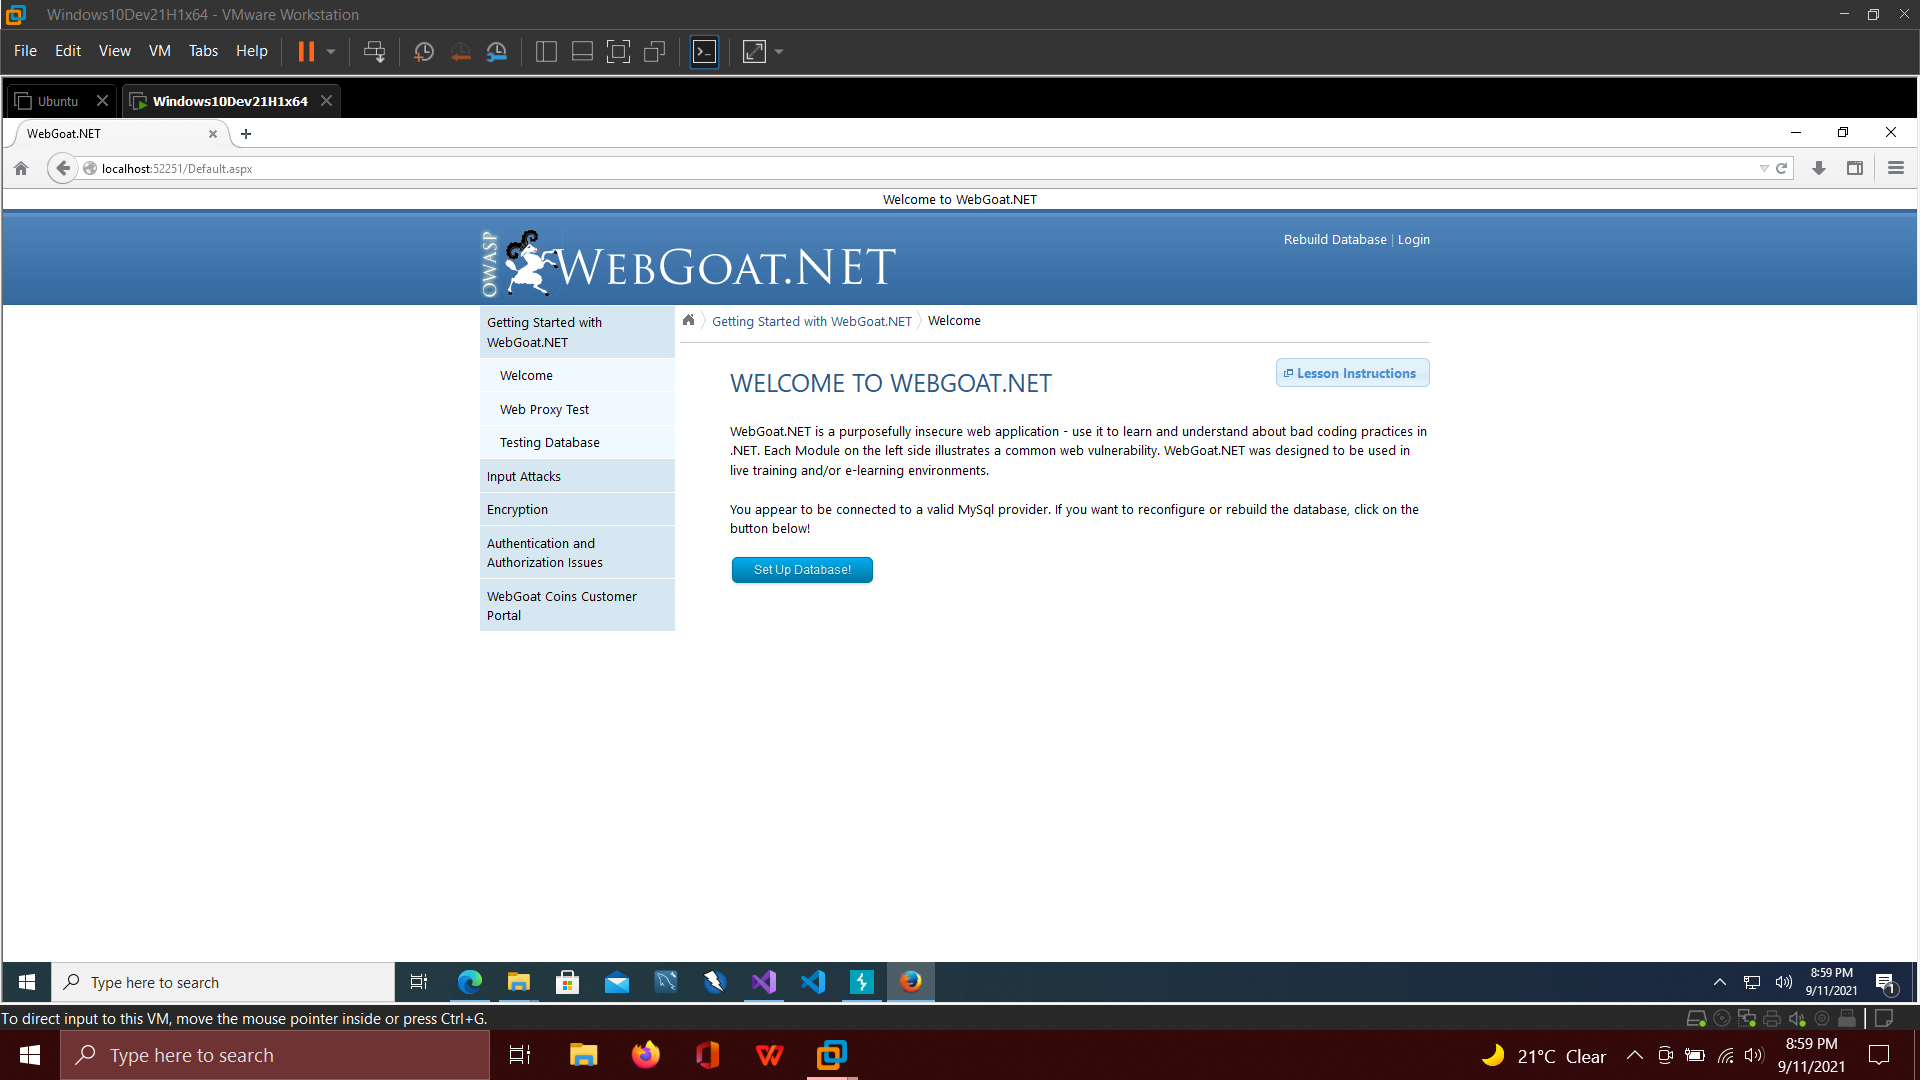 Windows10Dev21H1x64 - VMware Workstation
File Edit View VM Tabs Help
Ubuntu Windows10Dev21H1x64
WebGoat.NET
localhost:52251/Default.aspx
Welcome to WebGoat.NET
OWASP WEBGOAT.NET
Rebuild Database | Login
Getting Started with
WebGoat.NET
Welcome
Web Proxy Test
Testing Database
Input Attacks
Encryption
Authentication and
Authorization Issues
WebGoat Coins Customer
Portal
Getting Started with WebGoat.NET Welcome
Lesson Instructions
WELCOME TO WEBGOAT.NET
WebGoat.NET is a purposefully insecure web application - use it to learn and understand about bad coding practices in
.NET. Each Module on the left side illustrates a common web vulnerability. WebGoat.NET was designed to be used in
live training and/or e-learning environments.
You appear to be connected to a valid MySql provider. If you want to reconfigure or rebuild the database, click on the
button below!
Set Up Database!
Type here to search
8:59 PM
9/11/2021
1
To direct input to this VM, move the mouse pointer inside or press Ctrl+G.
Type here to search
21°C Clear
8:59 PM
9/11/2021